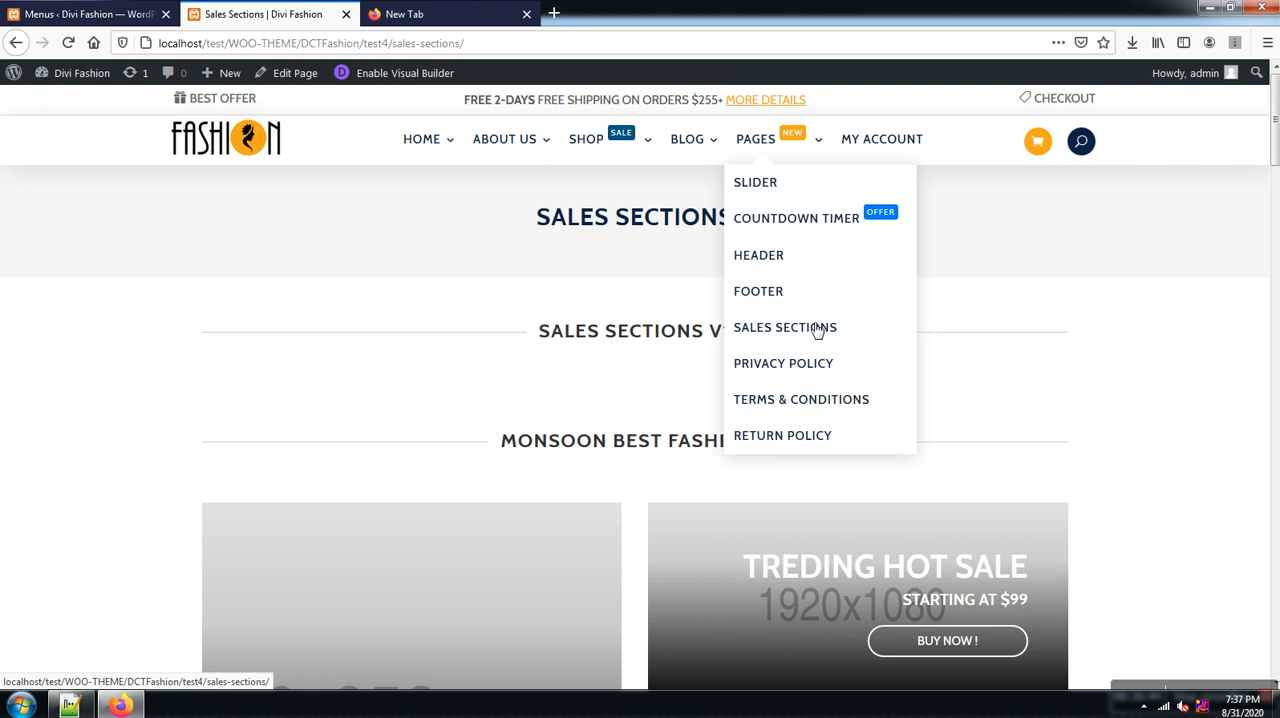 Menus ‹ Divi Fashion — WordP
Sales Sections | Divi Fashion
New Tab
localhost/test/WOO-THEME/DCTFashion/test4/sales-sections/
Divi Fashion
1
0
New
Edit Page
Enable Visual Builder
Howdy, admin
BEST OFFER
FREE 2-DAYS FREE SHIPPING ON ORDERS $255+ MORE DETAILS
CHECKOUT
FASHION
HOME
ABOUT US
SHOP
SALE
BLOG
PAGES
NEW
MY ACCOUNT
SLIDER
COUNTDOWN TIMER
OFFER
HEADER
FOOTER
SALES SECTIONS
PRIVACY POLICY
TERMS & CONDITIONS
RETURN POLICY
SALES SECTIONS
SALES SECTIONS V
MONSOON BEST FASHI
TREDING HOT SALE
STARTING AT $99
1920x1080
BUY NOW !
localhost/test/WOO-THEME/DCTFashion/test4/sales-sections/
7:37 PM
8/31/2020